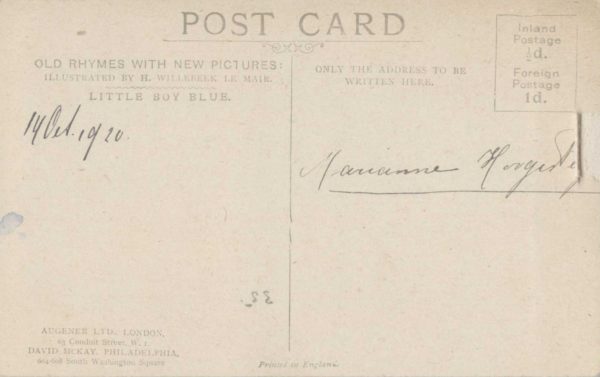 POST CARD
OLD RHYMES WITH NEW PICTURES:
ILLUSTRATED BY H. WILLEBEEK LE MAIR.
LITTLE BOY BLUE.
14 Oct. 1920.
AUGENER LTD. LONDON,
63 Conduit Street, W. 1.
DAVID McKAY, PHILADELPHIA,
604-608 South Washington Square
ONLY THE ADDRESS TO BE
WRITTEN HERE.
Inland
Postage
½d.
Foreign
Postage
1d.
Marianne
Printed in England.